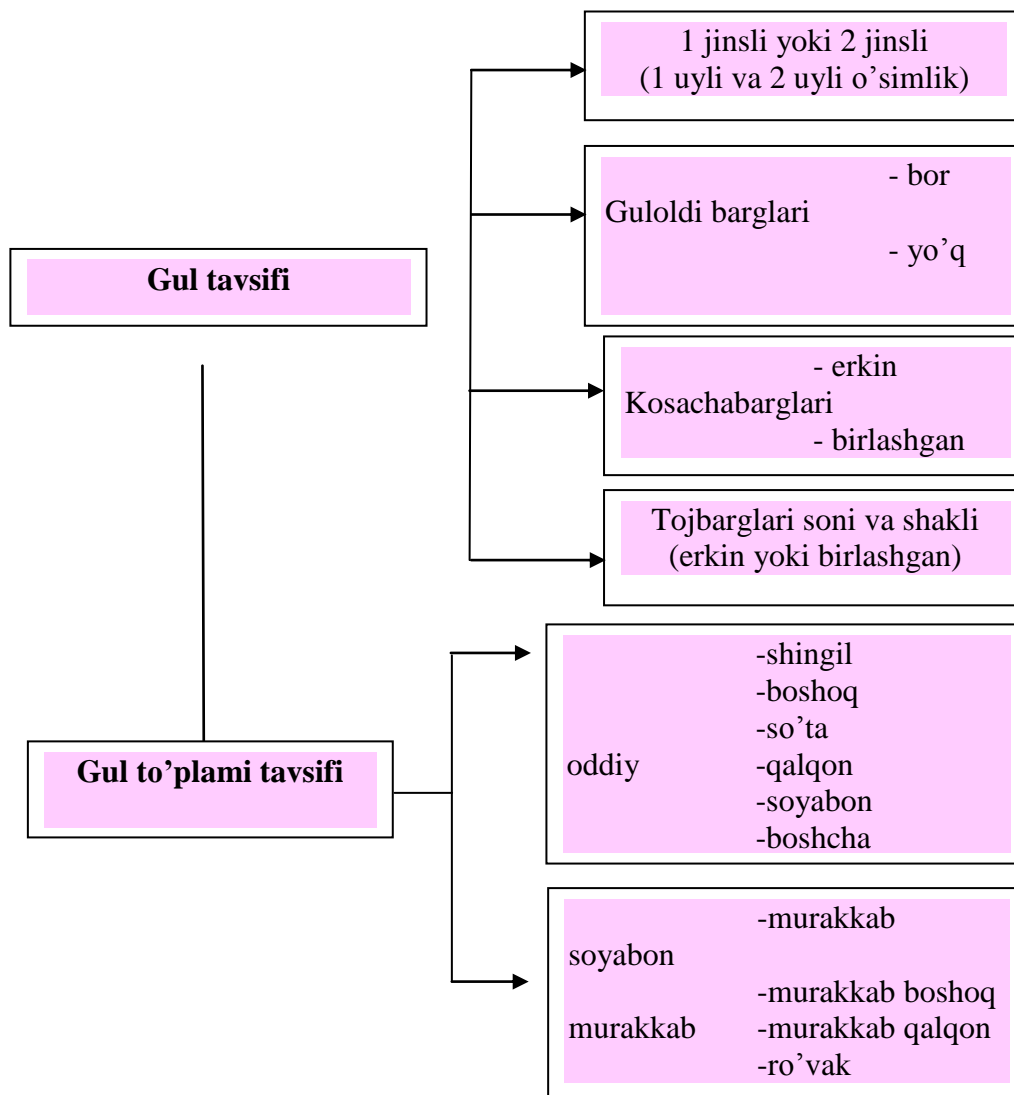 1 jinsli yoki 2 jinsli
(1 uyli va 2 uyli o’simlik)
- bor
Guloldi barglari
- yo’q
Gul tavsifi
- erkin
Kosachabarglari
- birlashgan
Tojbarglari soni va shakli
(erkin yoki birlashgan)
Gul to’plami tavsifi
-shingil
-boshoq
-so’ta
oddiy -qalqon
-soyabon
-boshcha
-murakkab
soyabon
-murakkab boshoq
murakkab -murakkab qalqon
-ro’vak